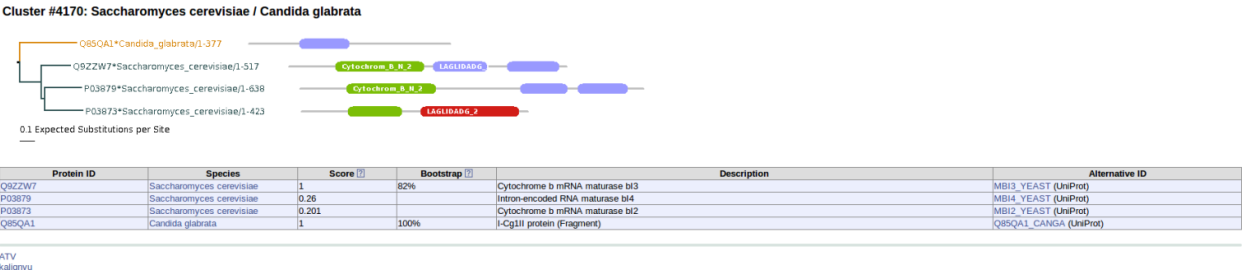 Cluster #4170: Saccharomyces cerevisiae / Candida glabrata
Q85QA1*Candida_glabrata/1-377
Q9ZZW7*Saccharomyces_cerevisiae/1-517 Cytochrom_B_N_2 LAGLIDADG_
P03879*Saccharomyces_cerevisiae/1-638 Cytochrom_B_N_2
P03873*Saccharomyces_cerevisiae/1-423 LAGLIDADG_2
0.1 Expected Substitutions per Site
Protein ID Species Score [?] Bootstrap [?] Description Alternative ID
Q9ZZW7 Saccharomyces cerevisiae 1 82% Cytochrome b mRNA maturase bI3 MBI3_YEAST (UniProt)
P03879 Saccharomyces cerevisiae 0.26 Intron-encoded RNA maturase bI4 MBI4_YEAST (UniProt)
P03873 Saccharomyces cerevisiae 0.201 Cytochrome b mRNA maturase bI2 MBI2_YEAST (UniProt)
Q85QA1 Candida glabrata 1 100% I-Cg1II protein (Fragment) Q85QA1_CANGA (UniProt)
ATV
kalignvu